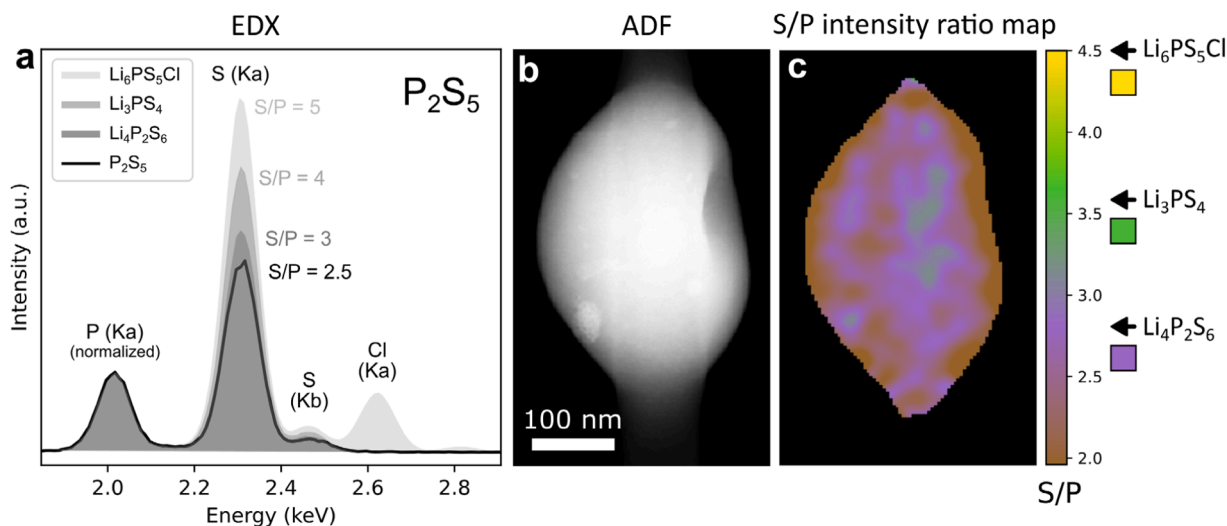 EDX
ADF
S/P intensity ratio map
a
Li₆PS₅Cl
Li₃PS₄
Li₄P₂S₆
P₂S₅
S (Ka)
P₂S₅
S/P = 5
S/P = 4
S/P = 3
S/P = 2.5
P (Ka)
(normalized)
S
(Kb)
Cl
(Ka)
Intensity (a.u.)
2.0
2.2
2.4
2.6
2.8
Energy (keV)
b
100 nm
c
4.5
4.0
3.5
3.0
2.5
2.0
S/P
Li₆PS₅Cl
Li₃PS₄
Li₄P₂S₆